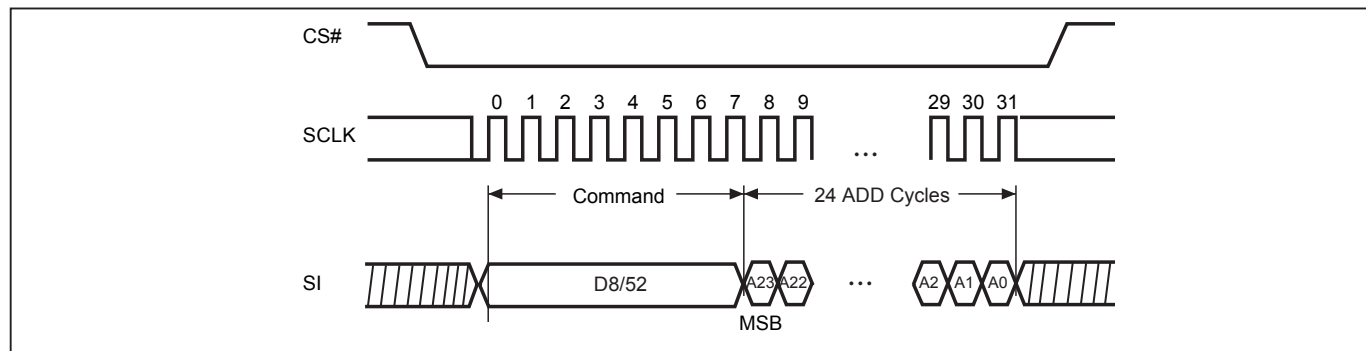 CS#
0 1 2 3 4 5 6 7 8 9 29 30 31
SCLK
...
Command 24 ADD Cycles
SI D8/52 A23 A22 ... A2 A1 A0
MSB